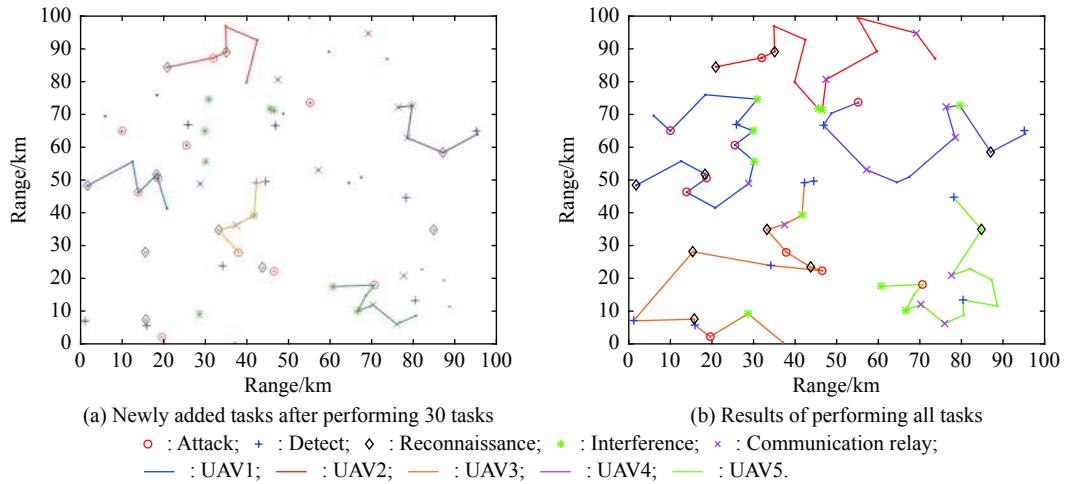 100
90
80
70
60
50
40
30
20
10
0
Range/km
0 10 20 30 40 50 60 70 80 90 100
Range/km
(a) Newly added tasks after performing 30 tasks
100
90
80
70
60
50
40
30
20
10
0
Range/km
0 10 20 30 40 50 60 70 80 90 100
Range/km
(b) Results of performing all tasks
: Attack; : Detect; : Reconnaissance; : Interference; : Communication relay;
: UAV1; : UAV2; : UAV3; : UAV4; : UAV5.